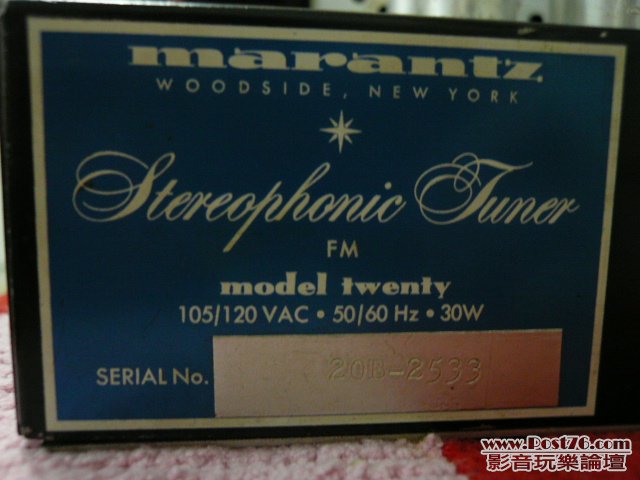 marantz
WOODSIDE, NEW YORK
Stereophonic Tuner
FM
model twenty
105/120 VAC • 50/60 Hz • 30W
SERIAL No. 20B-2533
www.Post76.com
影音玩樂論壇